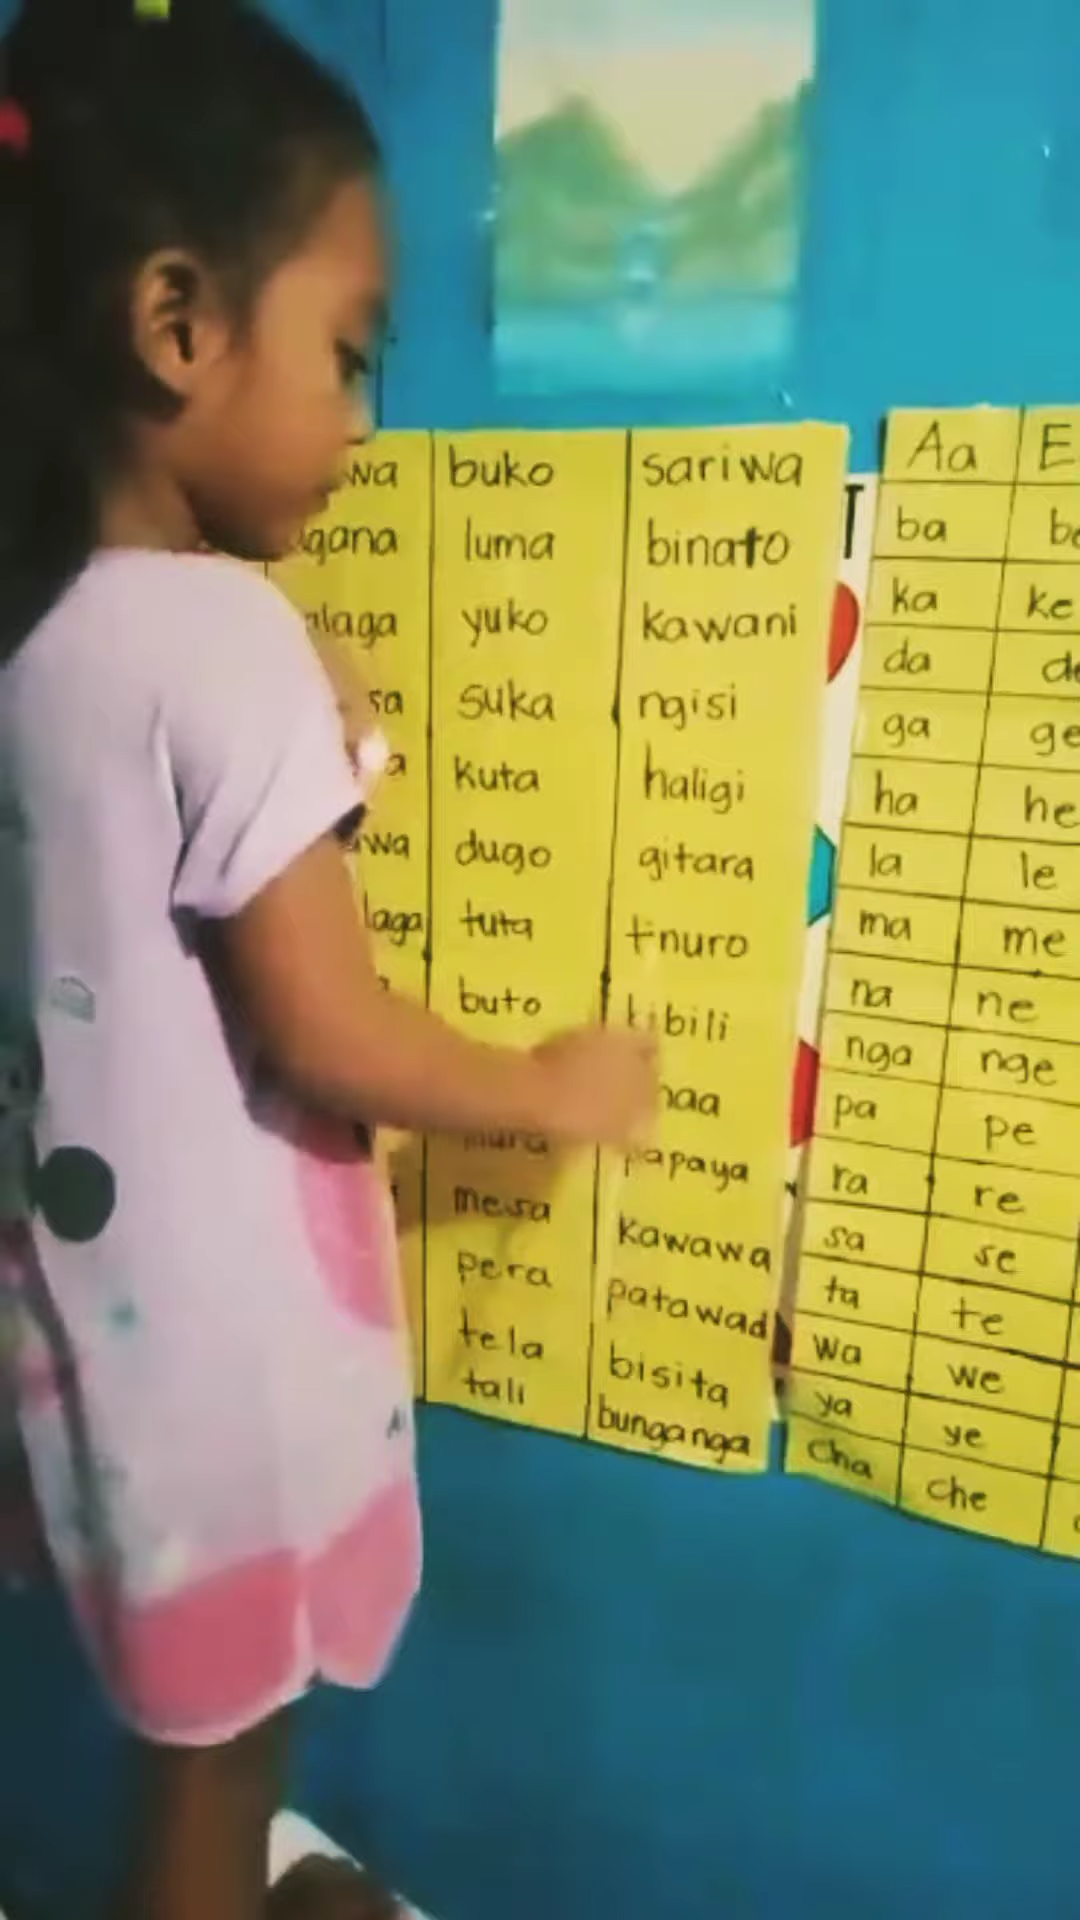 buko sariwa
luma binato
yuko kawani
suka ngisi
kuta haligi
dugo gitara
tuta tinuro
buto
mesa papaya
pera kawawa
tela patawad
tali bisita
bunganga
Aa
ba
ka ke
da
ga ge
ha he
la le
ma me
na ne
nga nge
pa pe
ra re
sa se
ta te
wa we
ya ye
cha che